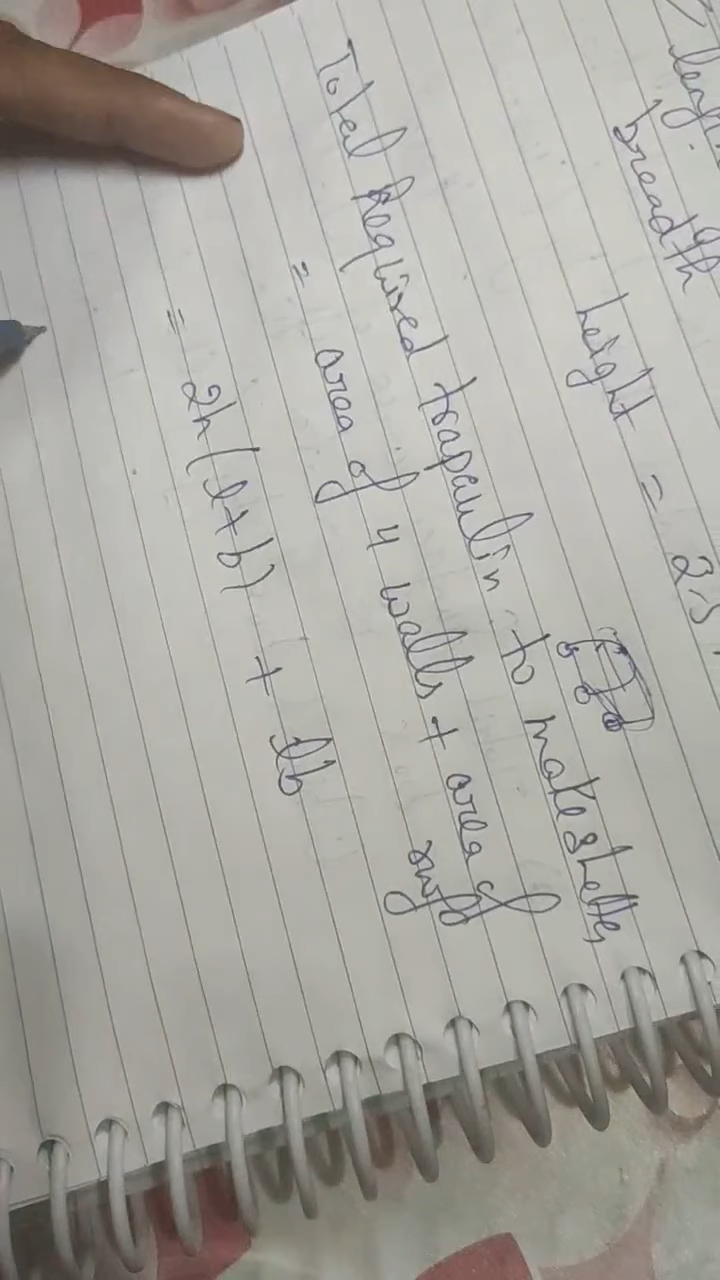 breadth
height = 2.5
Total Required trapaulin to make shelter
= area of 4 walls + area of
roof
= 2h (l+b) + lb